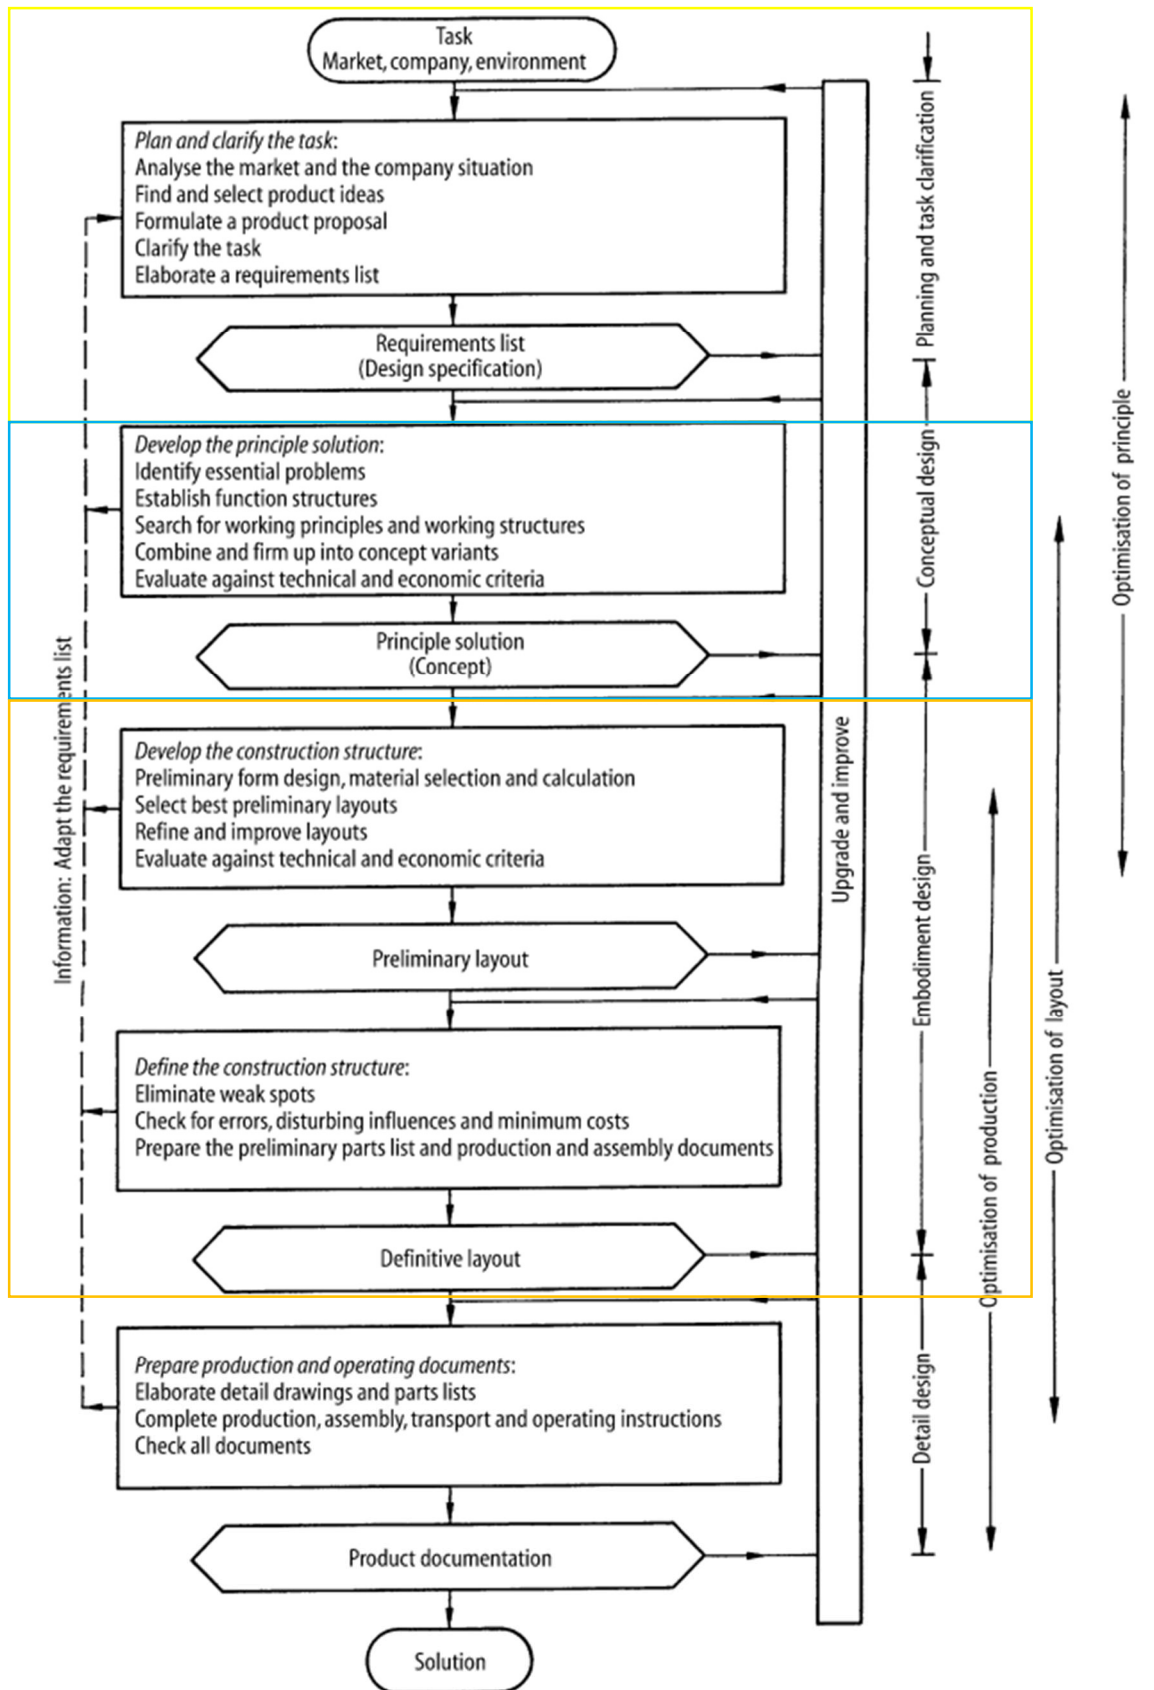 Task
Market, company, environment
Plan and clarify the task:
Analyse the market and the company situation
Find and select product ideas
Formulate a product proposal
Clarify the task
Elaborate a requirements list
Requirements list
(Design specification)
Develop the principle solution:
Identify essential problems
Establish function structures
Search for working principles and working structures
Combine and firm up into concept variants
Evaluate against technical and economic criteria
Principle solution
(Concept)
Develop the construction structure:
Preliminary form design, material selection and calculation
Select best preliminary layouts
Refine and improve layouts
Evaluate against technical and economic criteria
Preliminary layout
Define the construction structure:
Eliminate weak spots
Check for errors, disturbing influences and minimum costs
Prepare the preliminary parts list and production and assembly documents
Definitive layout
Prepare production and operating documents:
Elaborate detail drawings and parts lists
Complete production, assembly, transport and operating instructions
Check all documents
Product documentation
Solution
Information: Adapt the requirements list
Upgrade and improve
Planning and task clarification
Conceptual design
Embodiment design
Detail design
Optimisation of production
Optimisation of layout
Optimisation of principle